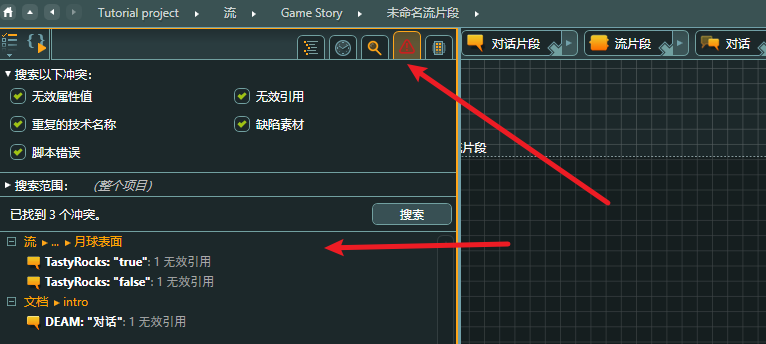 Tutorial project 流 Game Story 未命名流片段
对话片段 流片段 对话
搜索以下冲突：
无效属性值 无效引用
重复的技术名称 缺陷素材
脚本错误
流片段
搜索范围： (整个项目)
已找到 3 个冲突。 搜索
流 ▸ ... ▸ 月球表面
TastyRocks: "true": 1 无效引用
TastyRocks: "false": 1 无效引用
文档 ▸ intro
DEAM: "对话": 1 无效引用